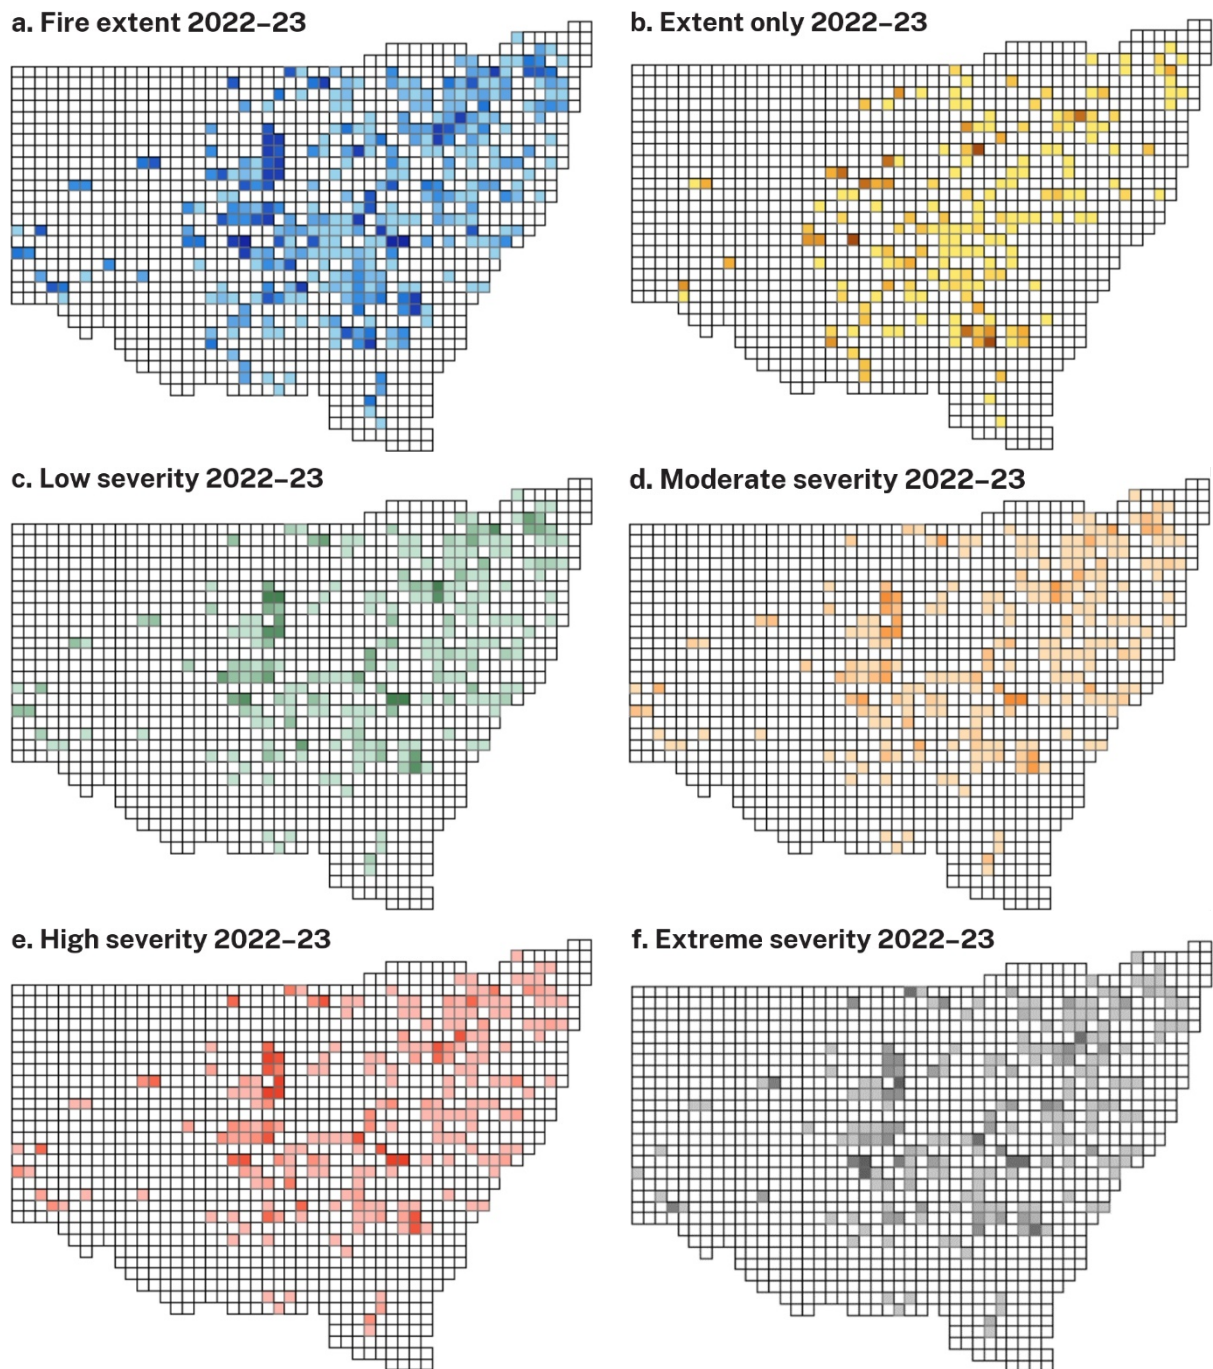 a. Fire extent 2022–23
b. Extent only 2022–23
c. Low severity 2022–23
d. Moderate severity 2022–23
e. High severity 2022–23
f. Extreme severity 2022–23